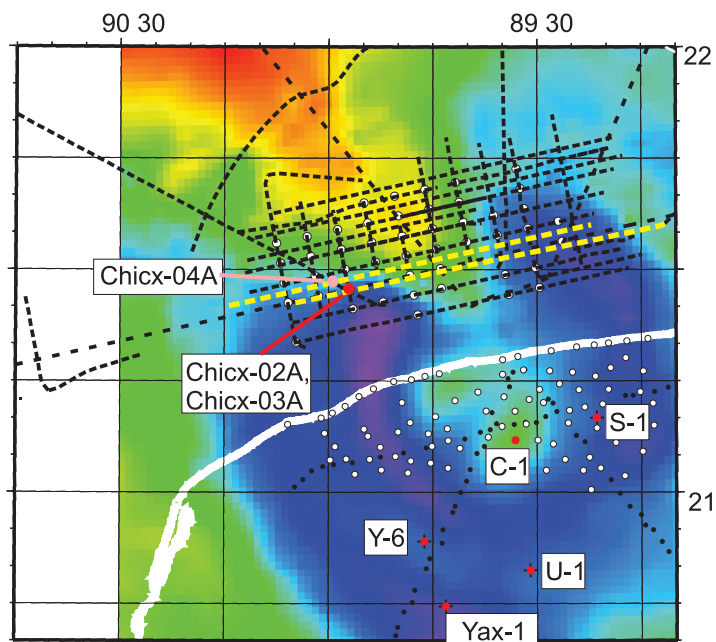 90 30
89 30
22
Chicx-04A
Chicx-02A,
Chicx-03A
S-1
C-1
21
Y-6
U-1
Yax-1